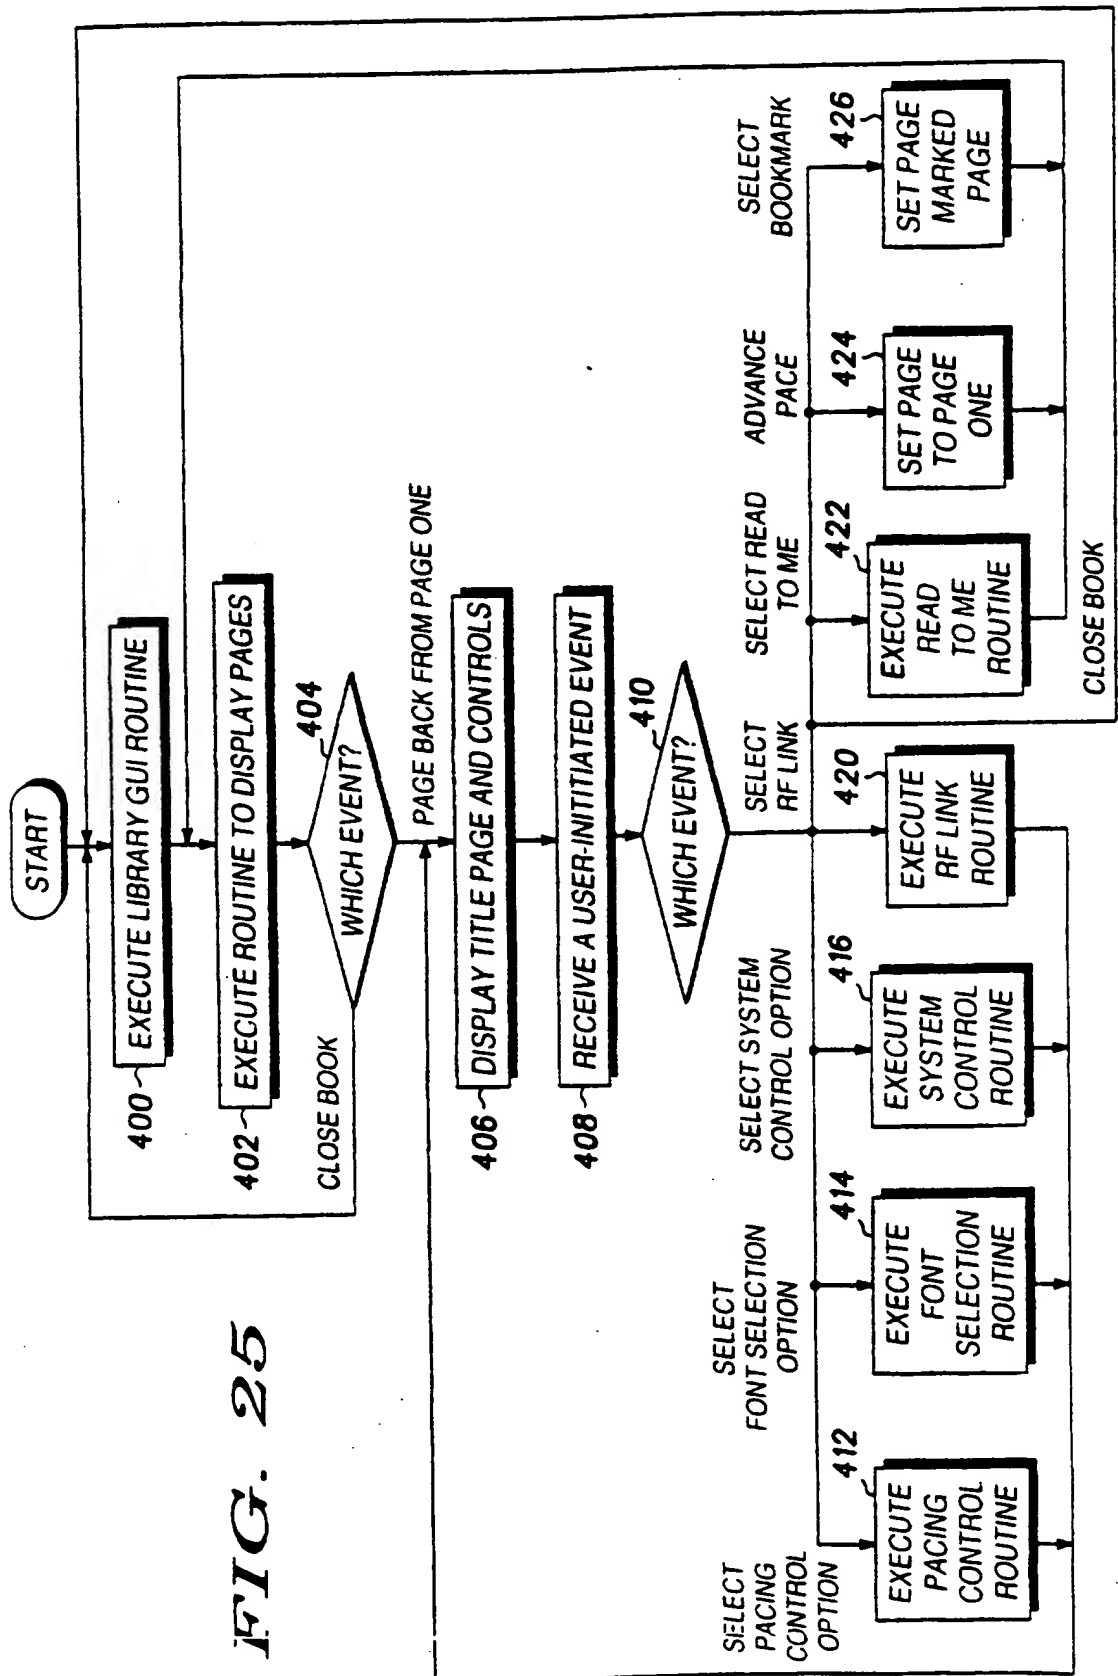 FIG. 25
START
400
EXECUTE LIBRARY GUI ROUTINE
402
EXECUTE ROUTINE TO DISPLAY PAGES
404
WHICH EVENT?
CLOSE BOOK
PAGE BACK FROM PAGE ONE
406
DISPLAY TITLE PAGE AND CONTROLS
408
RECEIVE A USER-INITITATED EVENT
410
WHICH EVENT?
SELECT
PACING
CONTROL
OPTION
412
EXECUTE
PACING
CONTROL
ROUTINE
SELECT
FONT SELECTION
OPTION
414
EXECUTE
FONT
SELECTION
ROUTINE
SELECT SYSTEM
CONTROL OPTION
416
EXECUTE
SYSTEM
CONTROL
ROUTINE
SELECT
RF LINK
420
EXECUTE
RF LINK
ROUTINE
SELECT READ
TO ME
422
EXECUTE
READ
TO ME
ROUTINE
ADVANCE
PACE
424
SET PAGE
TO PAGE
ONE
SELECT
BOOKMARK
426
SET PAGE
MARKED
PAGE
CLOSE BOOK